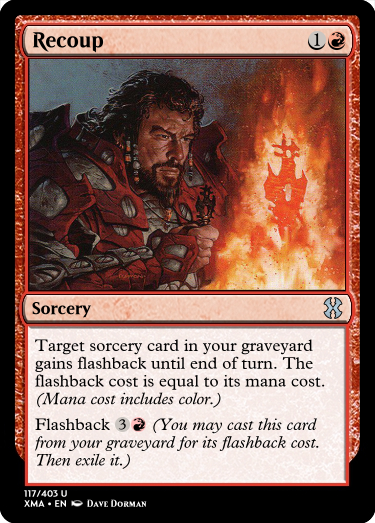 Recoup 1
Sorcery
Target sorcery card in your graveyard
gains flashback until end of turn. The
flashback cost is equal to its mana cost.
(Mana cost includes color.)
Flashback 3 (You may cast this card
from your graveyard for its flashback cost.
Then exile it.)
117/403 U
XMA • EN Dave Dorman